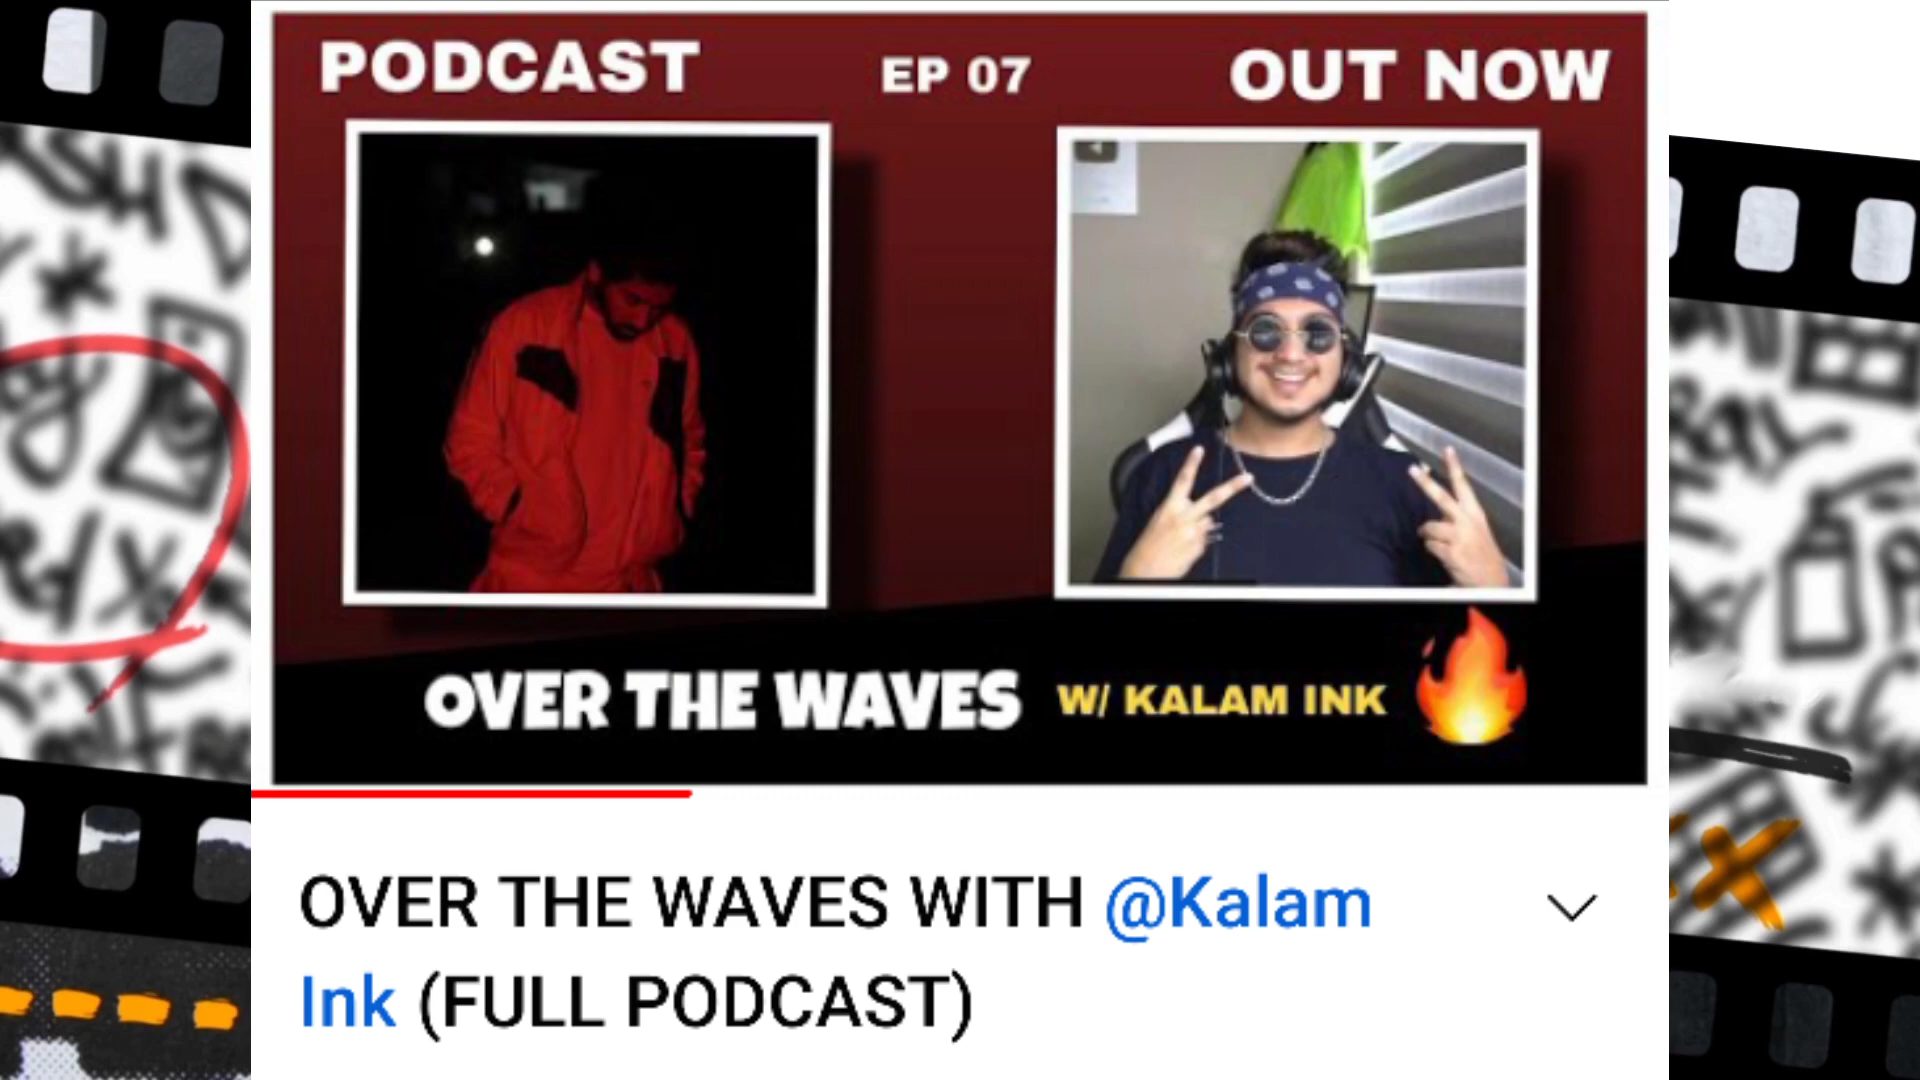 PODCAST EP 07 OUT NOW
OVER THE WAVES W/ KALAM INK
OVER THE WAVES WITH @Kalam
Ink (FULL PODCAST)